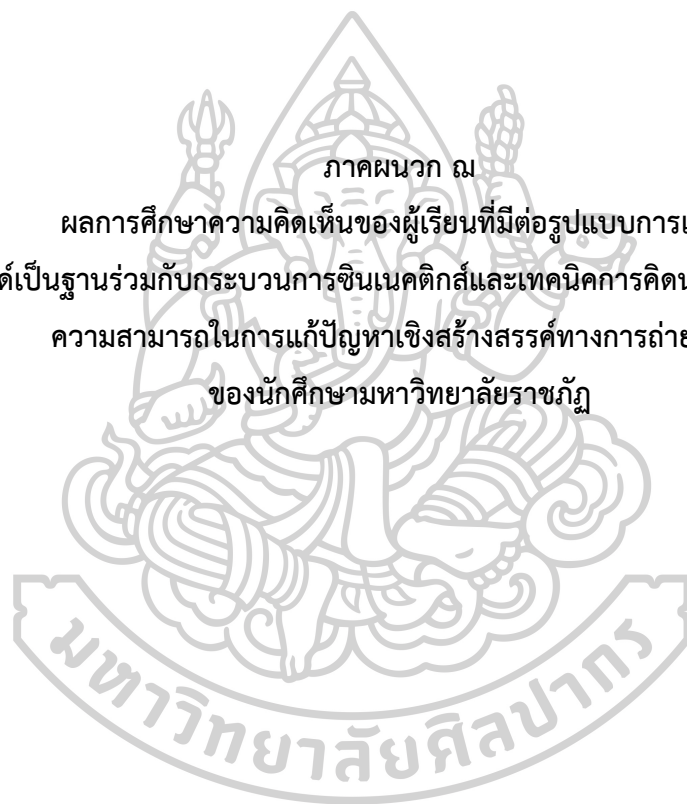 ภาคผนวก ฌ
ผลการศึกษาความคิดเห็นของผู้เรียนที่มีต่อรูปแบบการ
เป็นฐานร่วมกับกระบวนการซินเนคติกส์และเทคนิคการคิด
ความสามารถในการแก้ปัญหาเชิงสร้างสรรค์ทางการ
ของนักศึกษามหาวิทยาลัยราชภัฏ
มหาวิทยาลัยศิลปากร